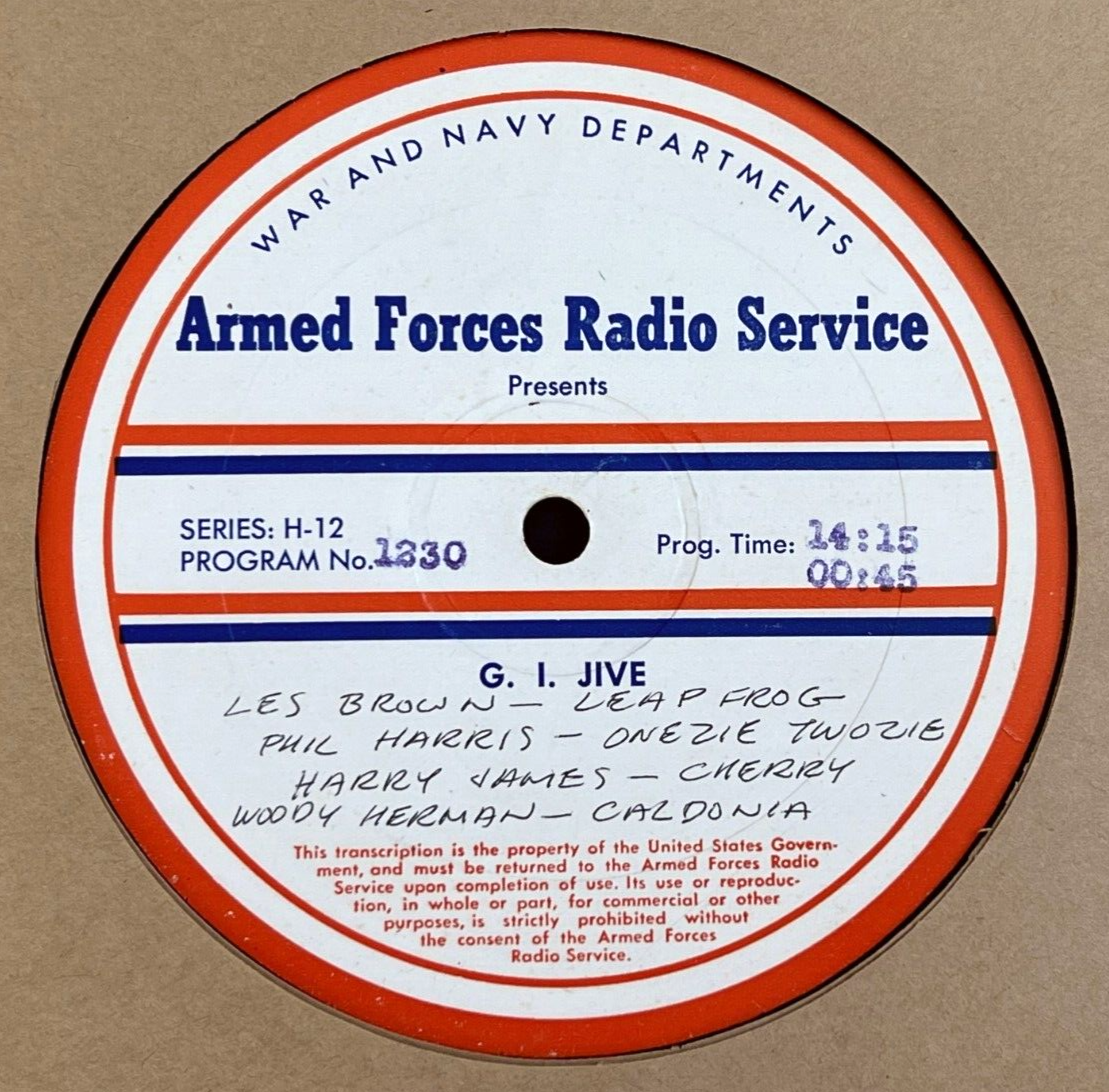 WAR AND NAVY DEPARTMENTS
Armed Forces Radio Service
Presents
SERIES: H-12
PROGRAM No. 1330
Prog. Time: 14:15
00:45
G. I. JIVE
LES BROWN – LEAP FROG
PHIL HARRIS – ONEZIE TWOZIE
HARRY JAMES – CHERRY
WOODY HERMAN – CALDONIA
This transcription is the property of the United States Govern-
ment, and must be returned to the Armed Forces Radio
Service upon completion of use. Its use or reproduc-
tion, in whole or part, for commercial or other
purposes, is strictly prohibited without
the consent of the Armed Forces
Radio Service.